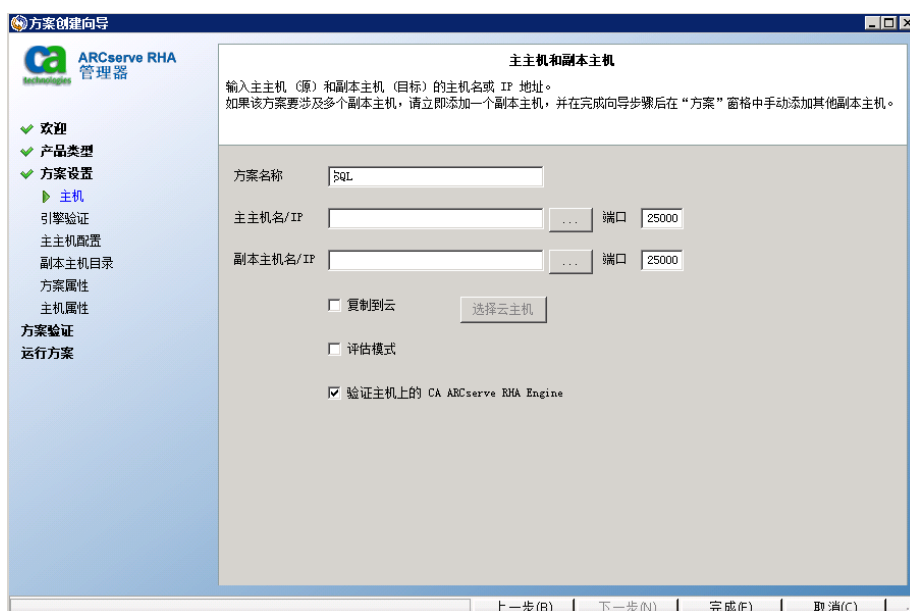 方案创建向导
ca
technologies
ARCserve RHA
管理器
主主机和副本主机
输入主主机（源）和副本主机（目标）的主机名或 IP 地址。
如果该方案要涉及多个副本主机，请立即添加一个副本主机，并在完成向导步骤后在“方案”窗格中手动添加其他副本主机。
欢迎
产品类型
方案设置
主机
引擎验证
主主机配置
副本主机目录
方案属性
主机属性
方案验证
运行方案
方案名称 SQL
主主机名/IP ... 端口 25000
副本主机名/IP ... 端口 25000
复制到云 选择云主机
评估模式
验证主机上的 CA ARCserve RHA Engine
上一步(B) 下一步(N) 完成(F) 取消(C)